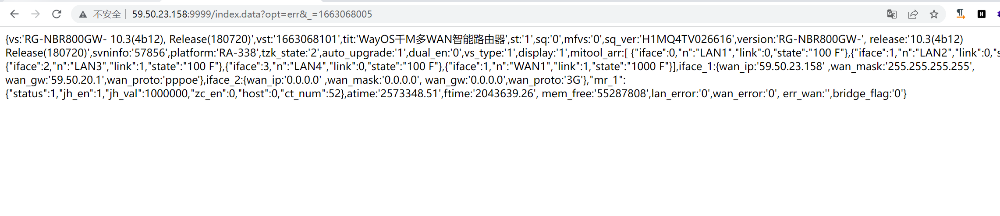 不安全 59.50.23.158:9999/index.data?opt=err&_=1663068005
{vs:'RG-NBR800GW- 10.3(4b12), Release(180720)',vst:'1663068101',tit:'WayOS千M多WAN智能路由器',st:'1',sq:'0',mfvs:'0',sq_ver:'H1MQ4TV026616',version:'RG-NBR800GW-', release:'10.3(4b12)
Release(180720)',svninfo:'57856',platform:'RA-338',tzk_state:'2',auto_upgrade:'1',dual_en:'0',vs_type:'1',display:'1',mitool_arr:[ {"iface":0,"n":"LAN1","link":0,"state":"100 F"},{"iface":1,"n":"LAN2","link":0,"s
{"iface":2,"n":"LAN3","link":1,"state":"100 F"},{"iface":3,"n":"LAN4","link":0,"state":"100 F"},{"iface":1,"n":"WAN1","link":1,"state":"1000 F"}],iface_1:{wan_ip:'59.50.23.158' ,wan_mask:'255.255.255.255',
wan_gw:'59.50.20.1',wan_proto:'pppoe'},iface_2:{wan_ip:'0.0.0.0' ,wan_mask:'0.0.0.0', wan_gw:'0.0.0.0',wan_proto:'3G'},"mr_1":
{"status":1,"jh_en":1,"jh_val":1000000,"zc_en":0,"host":0,"ct_num":52},atime:'2573348.51',ftime:'2043639.26', mem_free:'55287808',lan_error:'0',wan_error:'0', err_wan:'',bridge_flag:'0'}